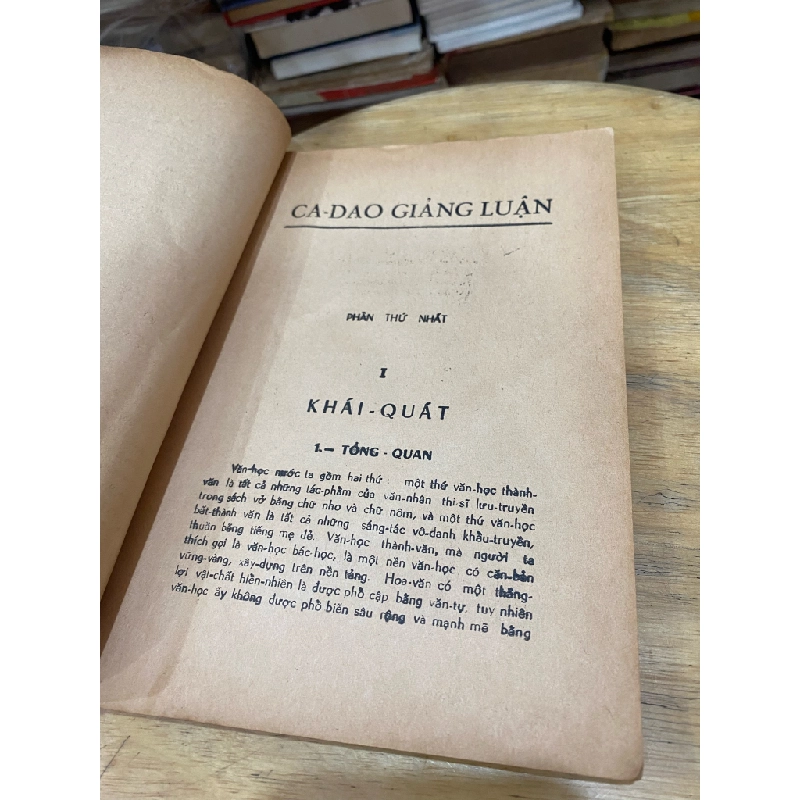 CA-DAO GIẢNG LUẬN
PHẦN THỨ NHẤT
I
KHÁI-QUÁT
1.— TỔNG-QUAN
Văn-học nước ta gồm hai thứ : một thứ văn-học thành-
văn là tất cả những tác-phẩm của văn-nhân thi-sĩ lưu-truyền
trong sách vở bằng chữ nho và chữ nôm, và một thứ văn-học
bất-thành văn là tất cả những sáng-tác vô-danh khẩu-truyền,
thuần bằng tiếng mẹ đẻ. Văn-học thành-văn, mà người ta
thích gọi là văn-học bác-học, là một nền văn-học có căn-bản
vững-vàng, xây-dựng trên nền tảng. Hoa-văn có một thắng-
lợi vật-chất hiển-nhiên là được phổ cập bằng văn-tự, tuy nhiên
văn-học ấy không được phổ biến sâu rộng và mạnh mẽ bằng